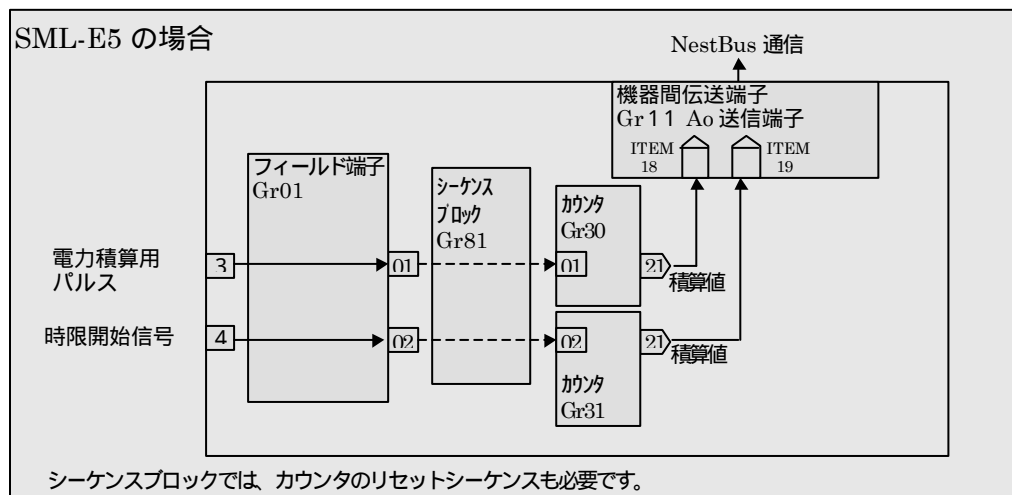 SML-E5 の場合
NestBus 通信
機器間伝送端子
Gr１１ Ao 送信端子
ITEM
18
ITEM
19
フィールド端子
Gr01
シーケンス
ブロック
Gr81
カウンタ
Gr30
電力積算用
パルス
3
01
01
21
積算値
時限開始信号
4
02
02
21
積算値
カウンタ
Gr31
シーケンスブロックでは、カウンタのリセットシーケンスも必要です。